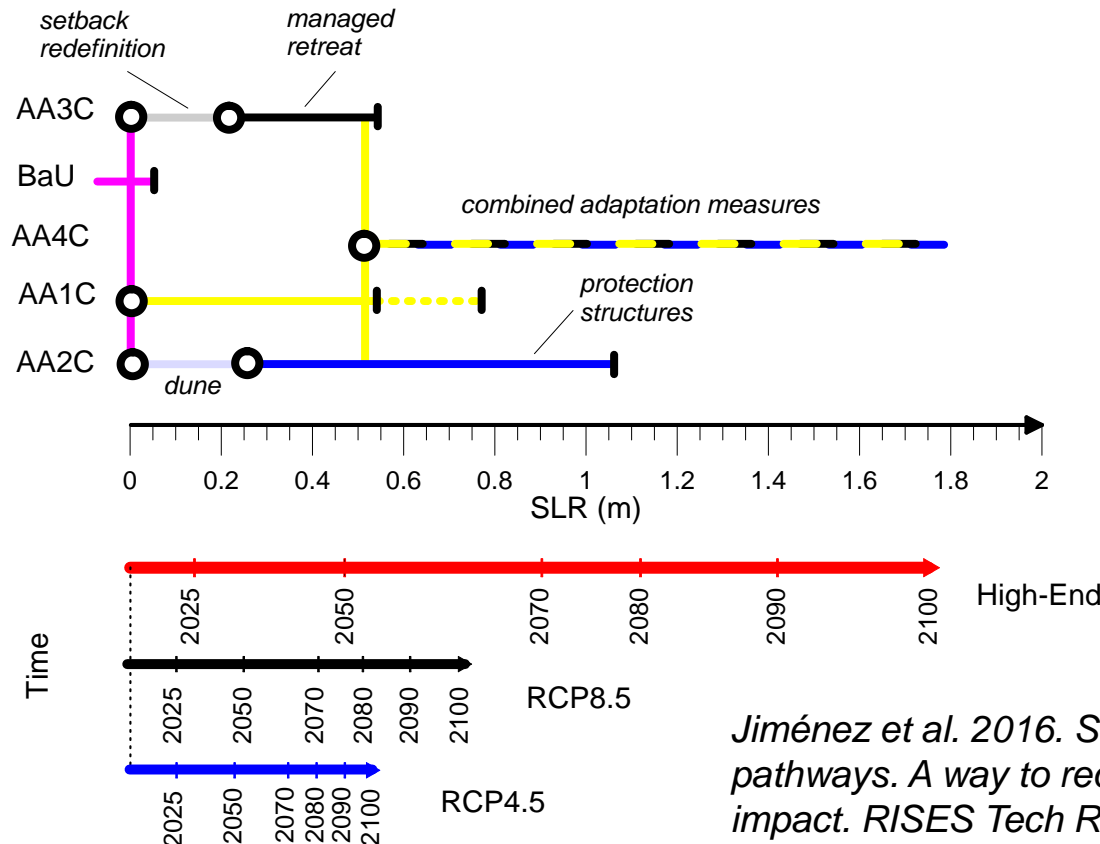 setback
redefinition
managed
retreat
AA3C
BaU
AA4C
combined adaptation measures
AA1C
protection
structures
AA2C
dune
0 0.2 0.4 0.6 0.8 1 1.2 1.4 1.6 1.8 2
SLR (m)
2025 2050 2070 2080 2090 2100
High-End
Time
2025 2050 2070 2080 2090 2100
RCP8.5
2025 2050 2070 2080 2090 2100
RCP4.5
Jiménez et al. 2016. S
pathways. A way to rec
impact. RISES Tech R